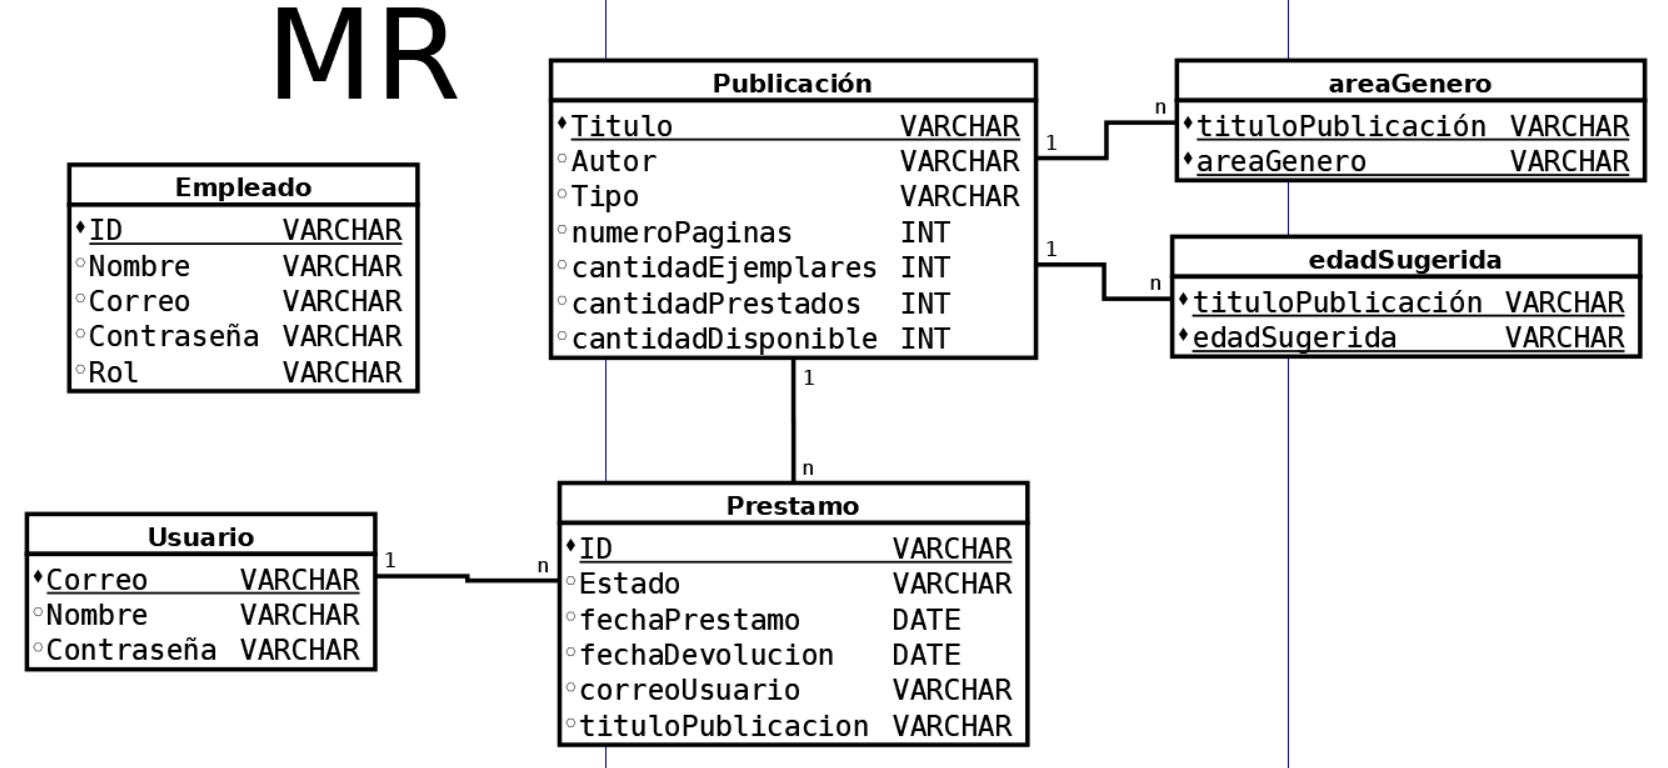 MR
Empleado
ID VARCHAR
Nombre VARCHAR
Correo VARCHAR
Contraseña VARCHAR
Rol VARCHAR
Publicación
Titulo VARCHAR
Autor VARCHAR
Tipo VARCHAR
numeroPaginas INT
cantidadEjemplares INT
cantidadPrestados INT
cantidadDisponible INT
1
n
areaGenero
tituloPublicación VARCHAR
areaGenero VARCHAR
1
n
edadSugerida
tituloPublicación VARCHAR
edadSugerida VARCHAR
1
n
Usuario
Correo VARCHAR
Nombre VARCHAR
Contraseña VARCHAR
1
n
Prestamo
ID VARCHAR
Estado VARCHAR
fechaPrestamo DATE
fechaDevolucion DATE
correoUsuario VARCHAR
tituloPublicacion VARCHAR